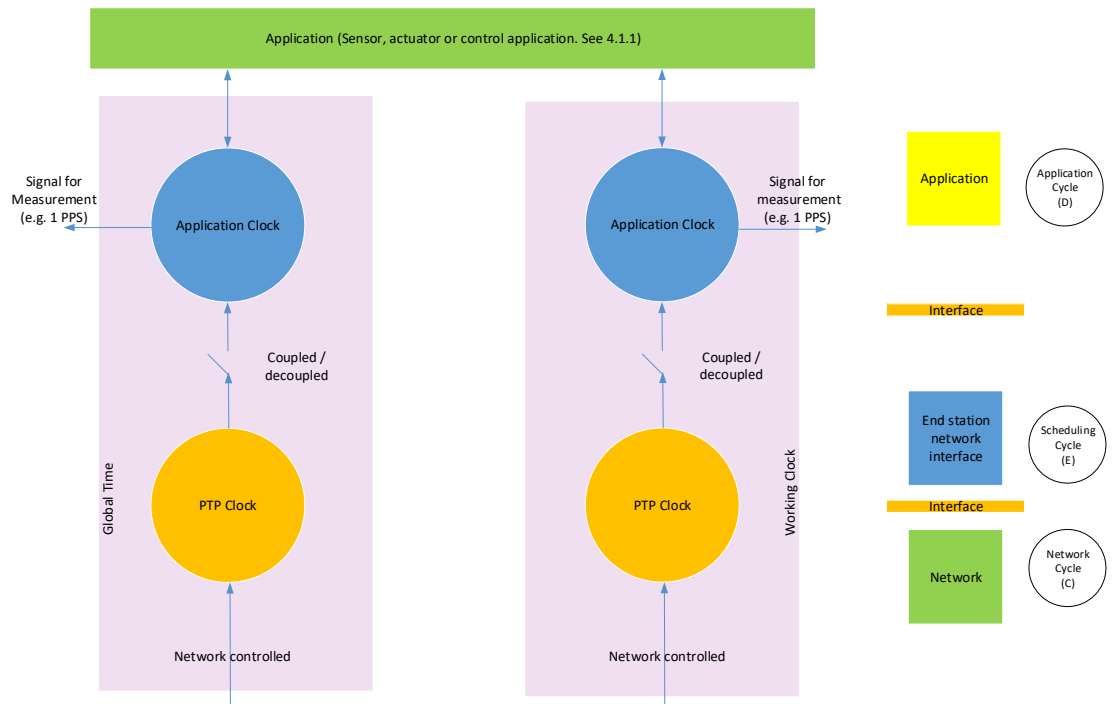 Application (Sensor, actuator or control application. See 4.1.1)
Signal for
Measurement
(e.g. 1 PPS)
Application Clock
Coupled /
decoupled
Global Time
PTP Clock
Network controlled
Application Clock
Signal for
measurement
(e.g. 1 PPS)
Coupled /
decoupled
Working Clock
PTP Clock
Network controlled
Application
Application
Cycle
(D)
Interface
End station
network
interface
Scheduling
Cycle
(E)
Interface
Network
Network
Cycle
(C)